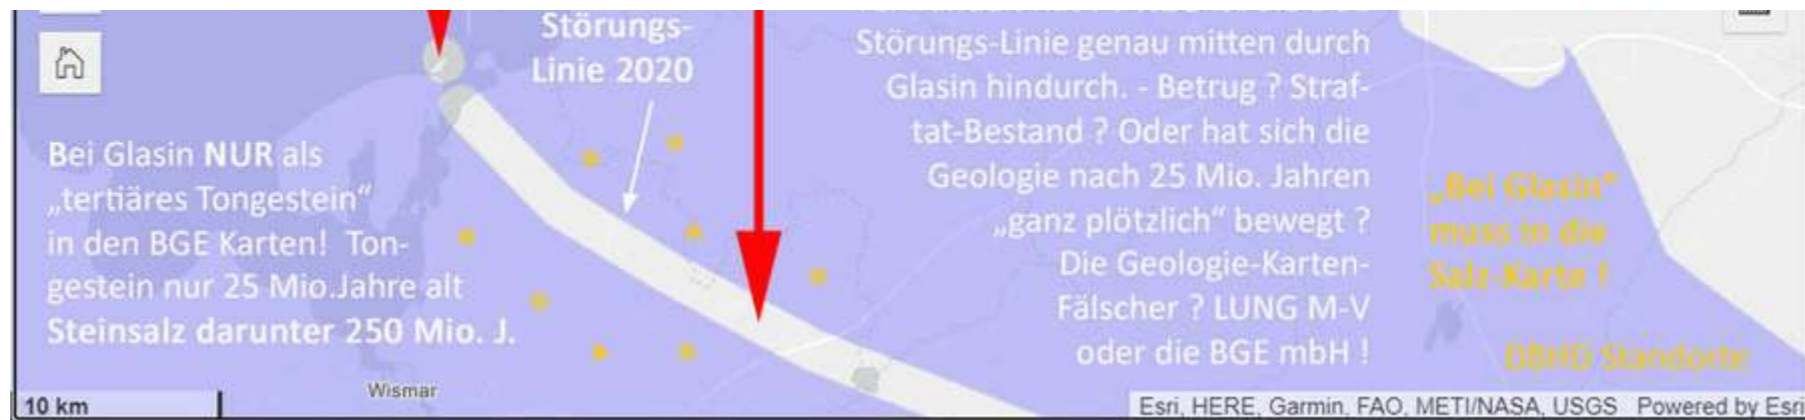 Störungs-
Linie 2020
Störungs-Linie genau mitten durch
Glasin hindurch. - Betrug ? Straf-
tat-Bestand ? Oder hat sich die
Geologie nach 25 Mio. Jahren
„ganz plötzlich“ bewegt ?
Die Geologie-Karten-
Fälscher ? LUNG M-V
oder die BGE mbH !
Bei Glasin NUR als
„tertiäres Tongestein“
in den BGE Karten! Ton-
gestein nur 25 Mio.Jahre alt
Steinsalz darunter 250 Mio. J.
„Bei Glasin“
muss in die
Salz-Karte !
DBHD Standorte
Wismar
10 km
Esri, HERE, Garmin, FAO, METI/NASA, USGS Powered by Esri